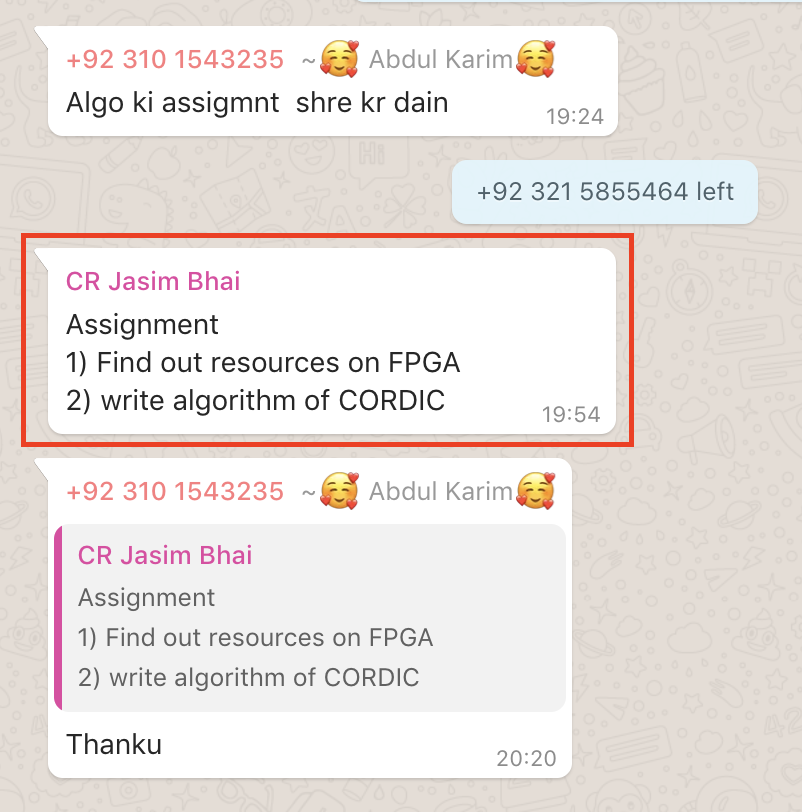 +92 310 1543235 ~🥰 Abdul Karim🥰
Algo ki assigmnt  shre kr dain
19:24
+92 321 5855464 left
CR Jasim Bhai
Assignment
1) Find out resources on FPGA
2) write algorithm of CORDIC
19:54
+92 310 1543235 ~🥰 Abdul Karim🥰
CR Jasim Bhai
Assignment
1) Find out resources on FPGA
2) write algorithm of CORDIC
Thanku
20:20